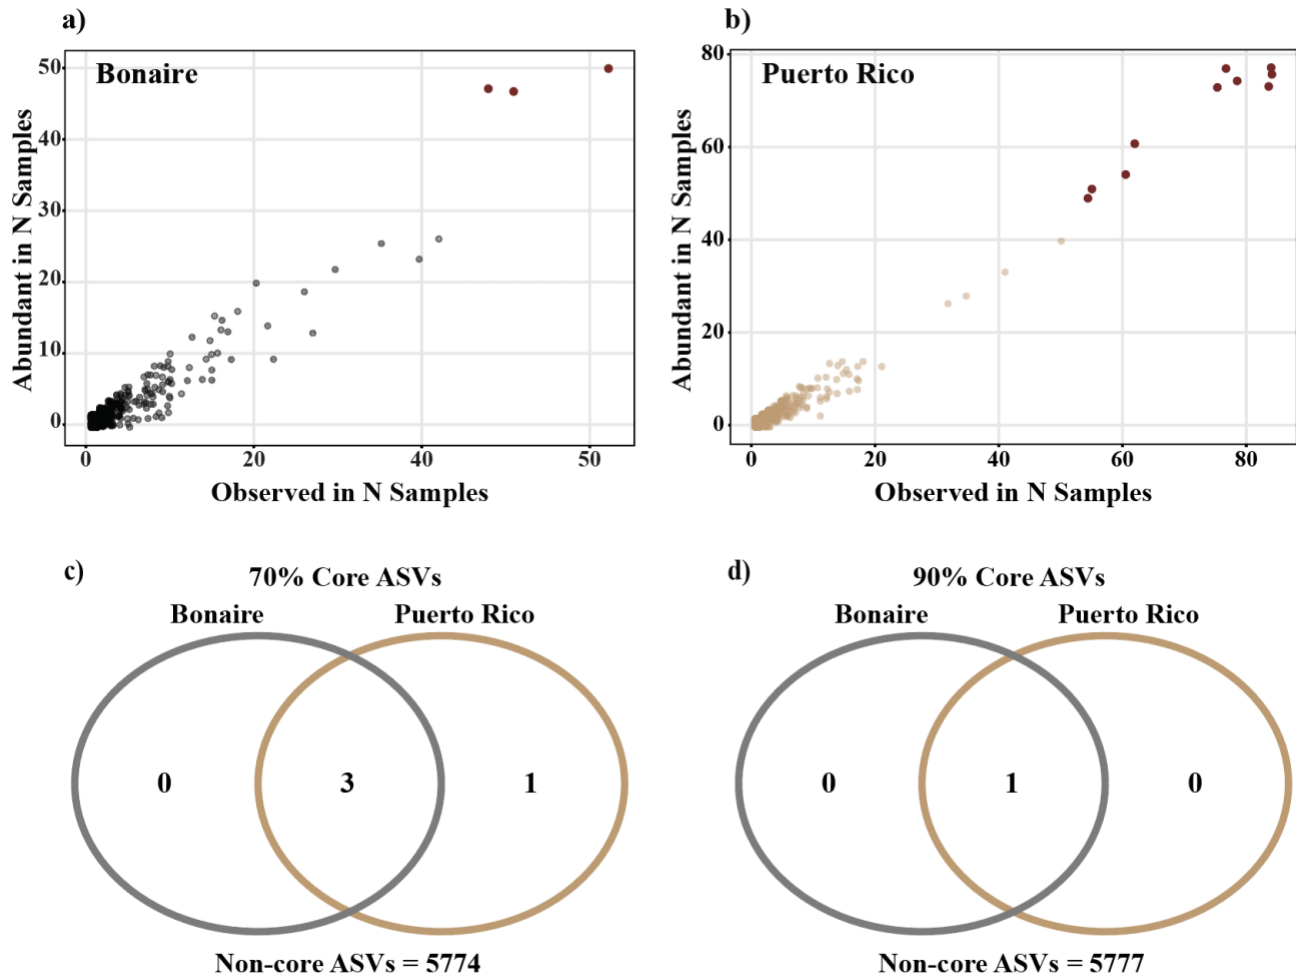 a)
Bonaire
Abundant in N Samples
50
40
30
20
10
0
0
20
40
50
Observed in N Samples
b)
Puerto Rico
Abundant in N Samples
80
60
40
20
0
0
20
40
60
80
Observed in N Samples
c)
70% Core ASVs
Bonaire
Puerto Rico
0
3
1
Non-core ASVs = 5774
d)
90% Core ASVs
Bonaire
Puerto Rico
0
1
0
Non-core ASVs = 5777